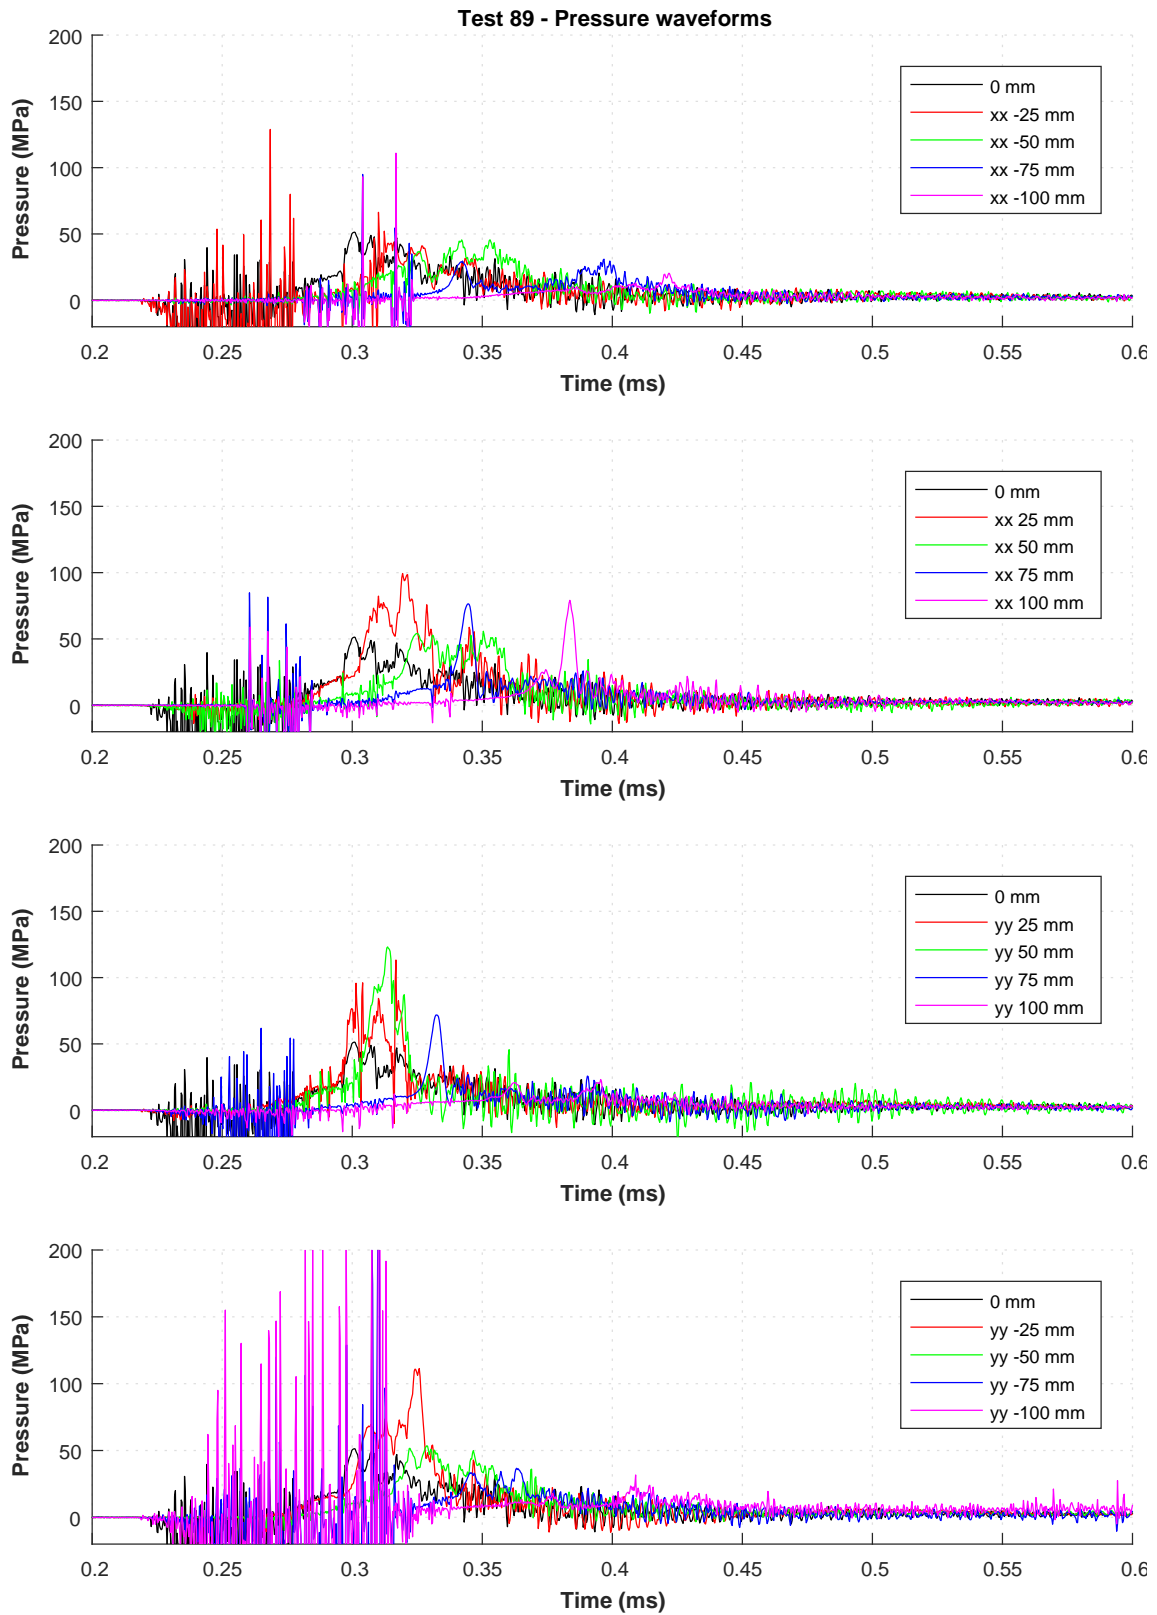 Test 89 - Pressure waveforms
200
150
100
50
0
Pressure (MPa)
0 mm
xx -25 mm
xx -50 mm
xx -75 mm
xx -100 mm
0.2 0.25 0.3 0.35 0.4 0.45 0.5 0.55 0.6
Time (ms)
200
150
100
50
0
Pressure (MPa)
0 mm
xx 25 mm
xx 50 mm
xx 75 mm
xx 100 mm
0.2 0.25 0.3 0.35 0.4 0.45 0.5 0.55 0.6
Time (ms)
200
150
100
50
0
Pressure (MPa)
0 mm
yy 25 mm
yy 50 mm
yy 75 mm
yy 100 mm
0.2 0.25 0.3 0.35 0.4 0.45 0.5 0.55 0.6
Time (ms)
200
150
100
50
0
Pressure (MPa)
0 mm
yy -25 mm
yy -50 mm
yy -75 mm
yy -100 mm
0.2 0.25 0.3 0.35 0.4 0.45 0.5 0.55 0.6
Time (ms)